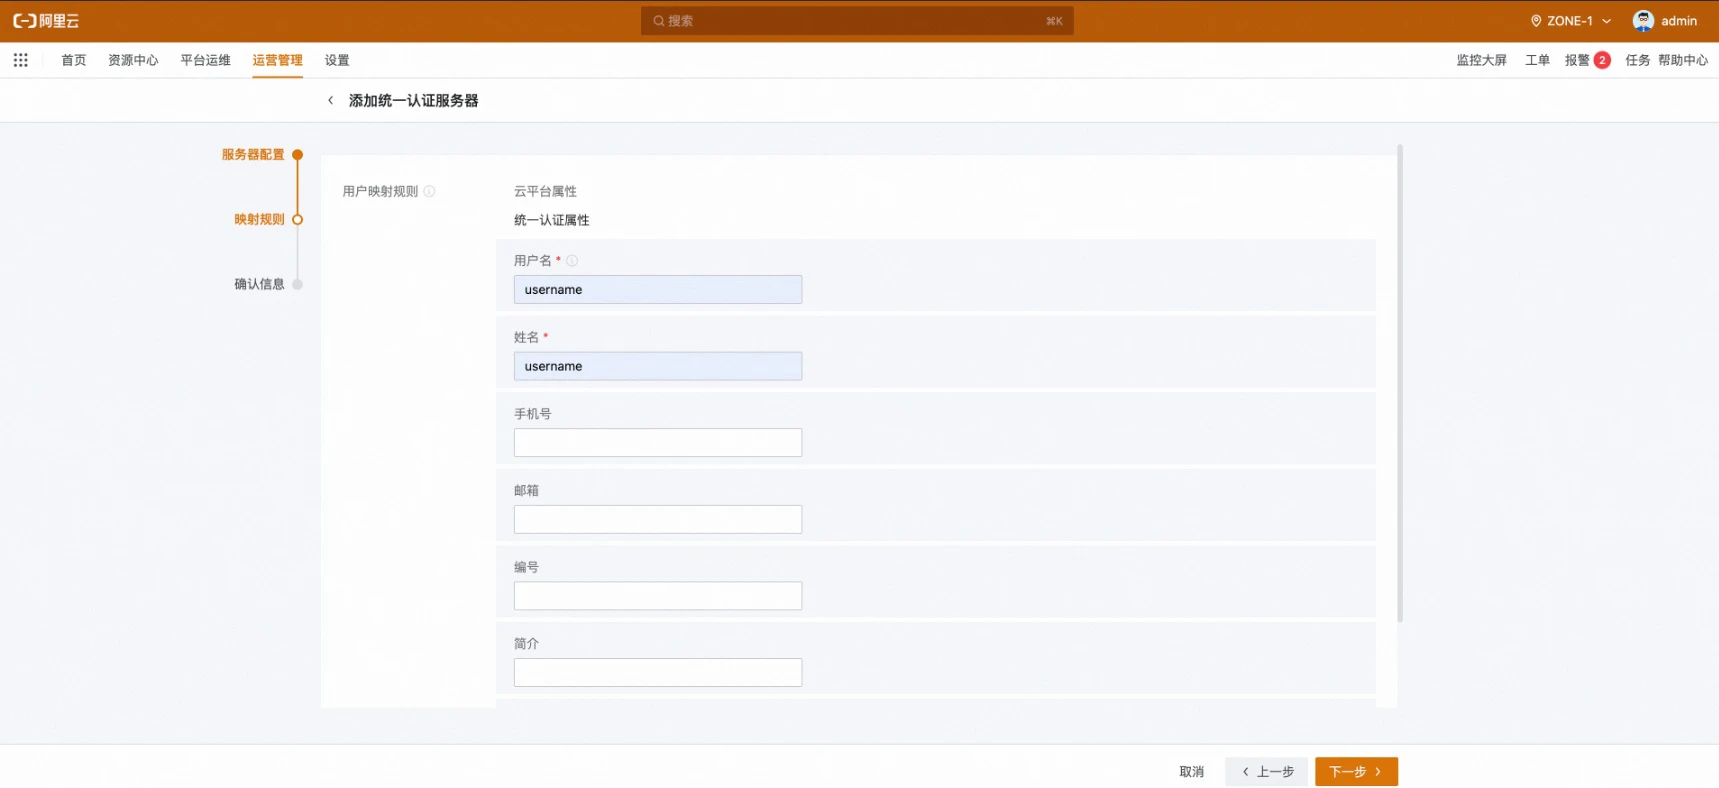 阿里云
搜索
⌘K
ZONE-1
admin
首页
资源中心
平台运维
运营管理
设置
监控大屏
工单
报警 2
任务
帮助中心
添加统一认证服务器
服务器配置
映射规则
确认信息
用户映射规则
云平台属性
统一认证属性
用户名 *
username
姓名 *
username
手机号
邮箱
编号
简介
取消
上一步
下一步